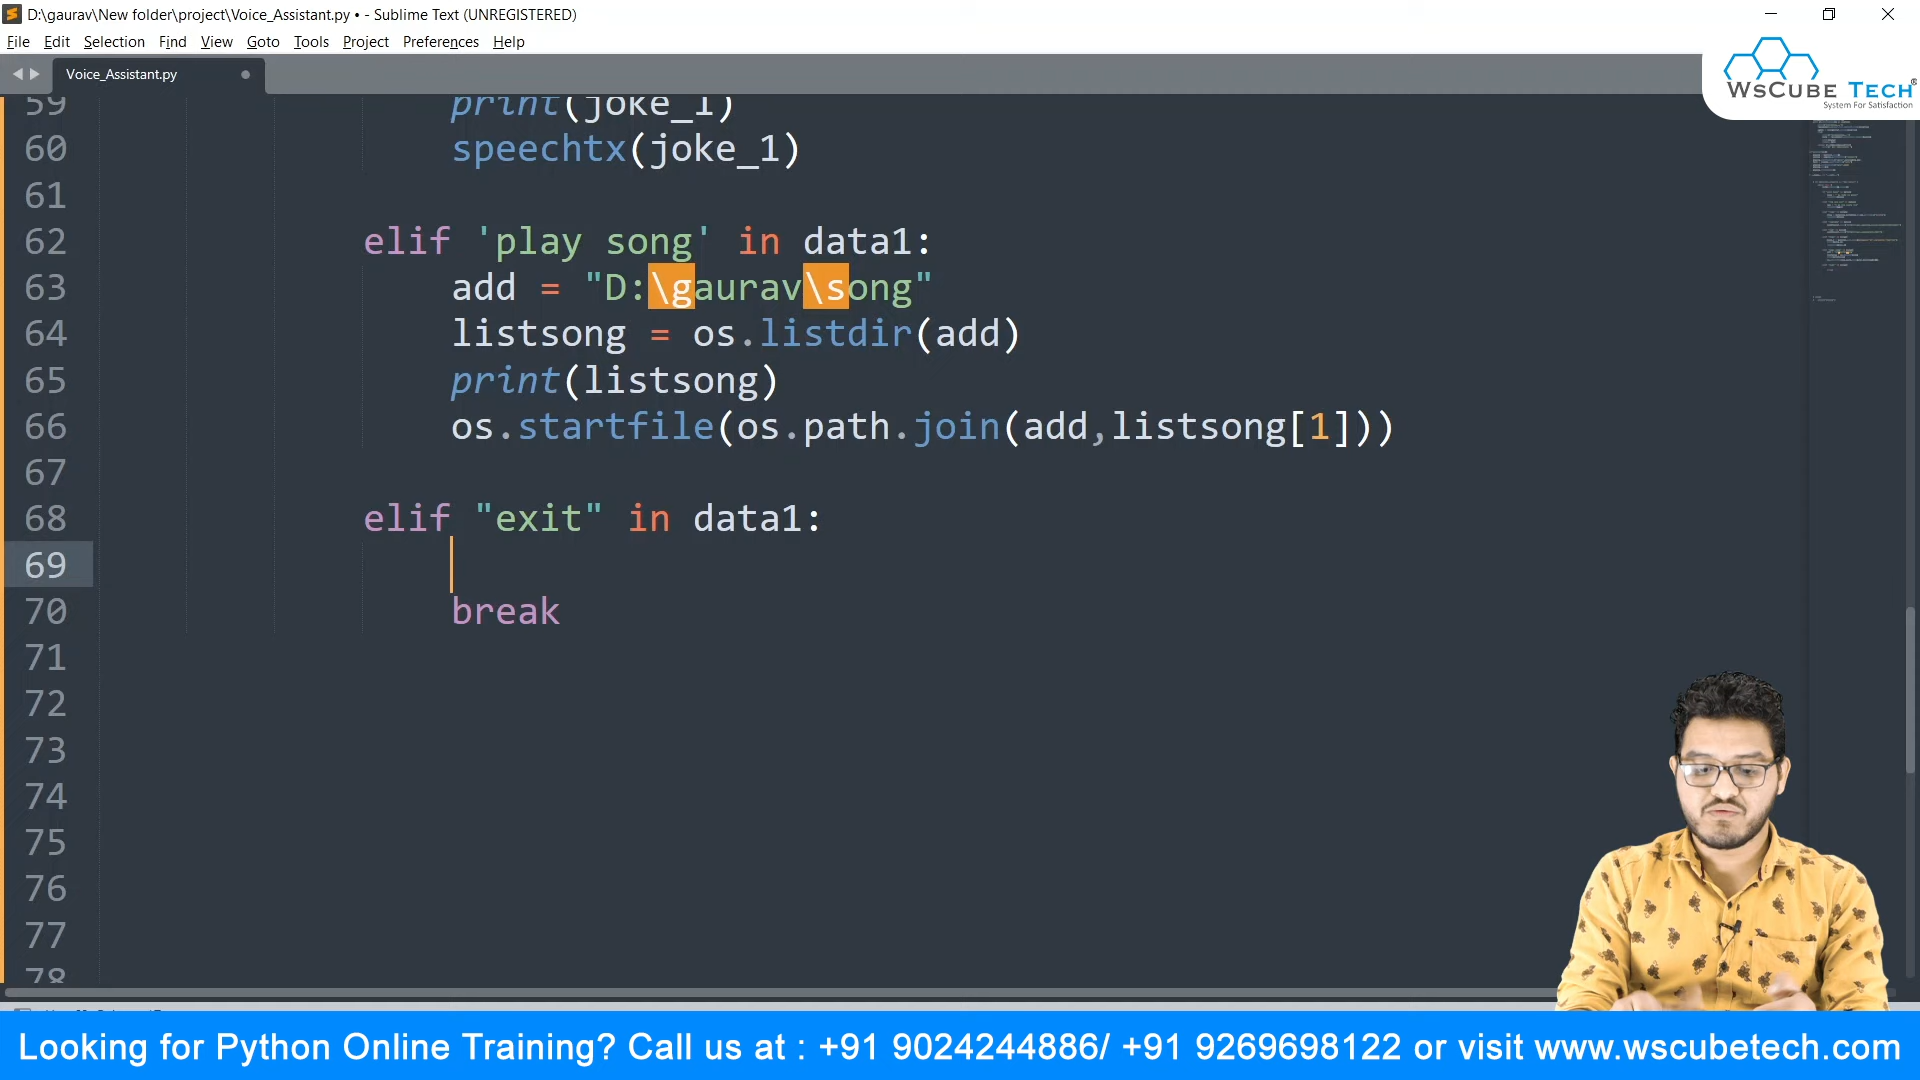 D:\gaurav\New folder\project\Voice_Assistant.py • - Sublime Text (UNREGISTERED)
File Edit Selection Find View Goto Tools Project Preferences Help
Voice_Assistant.py
WsCube Tech®
System For Satisfaction
59 print(joke_1)
60 speechtx(joke_1)
61
62 elif 'play song' in data1:
63 add = "D:\gaurav\song"
64 listsong = os.listdir(add)
65 print(listsong)
66 os.startfile(os.path.join(add,listsong[1]))
67
68 elif "exit" in data1:
69
70 break
71
72
73
74
75
76
77
78
Looking for Python Online Training? Call us at : +91 9024244886/ +91 9269698122 or visit www.wscubetech.com